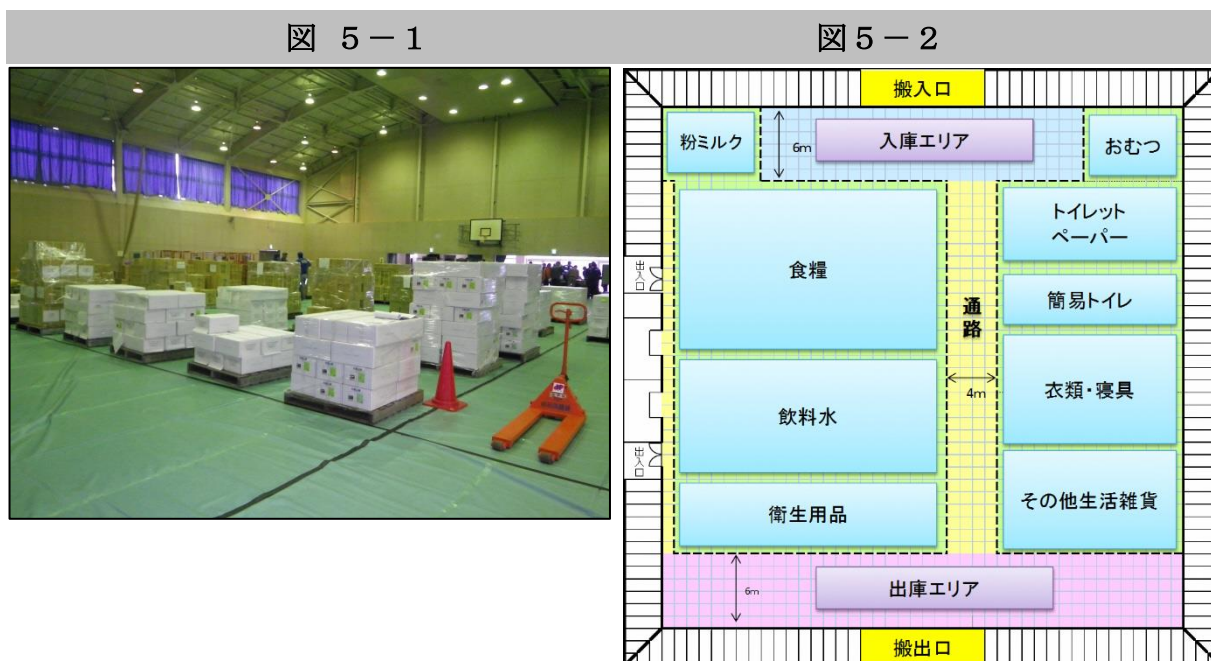 図 5－1
図5－2
搬入口
粉ミルク
6m
入庫エリア
おむつ
トイレット
ペーパー
食糧
出入口
簡易トイレ
通路
4m
衣類・寝具
飲料水
出入口
その他生活雑貨
衛生用品
6m
出庫エリア
搬出口